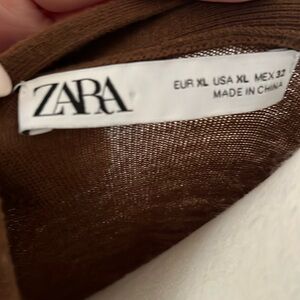 ZARA
EUR XL USA XL MEX 32
MADE IN CHINA